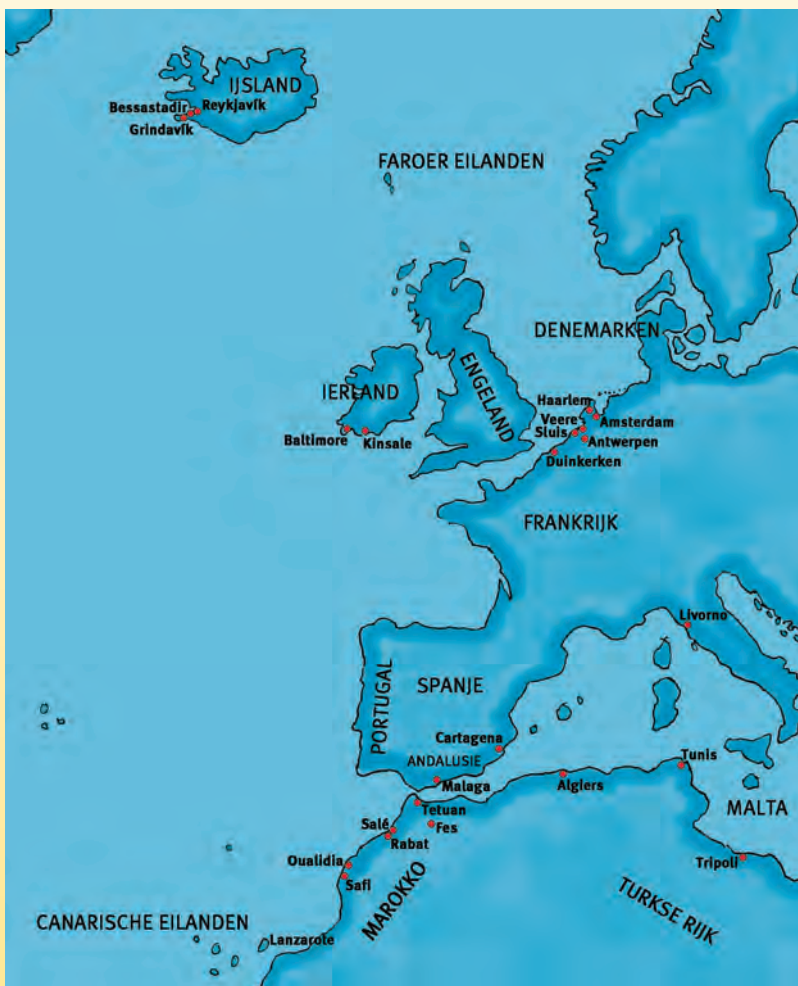 IJSLAND
Bessastadir
Reykjavík
Grindavík
FAROER EILANDEN
DENEMARKEN
ENGELAND
IERLAND
Haarlem
Veere
Amsterdam
Sluis
Baltimore
Kinsale
Antwerpen
Duinkerken
FRANKRIJK
Livorno
PORTUGAL
SPANJE
Cartagena
ANDALUSIE
Tunis
Malaga
Algiers
Tetuan
MALTA
Salé
Fes
Rabat
Oualidia
Tripoli
Safi
MAROKKO
TURKSE RIJK
CANARISCHE EILANDEN
Lanzarote